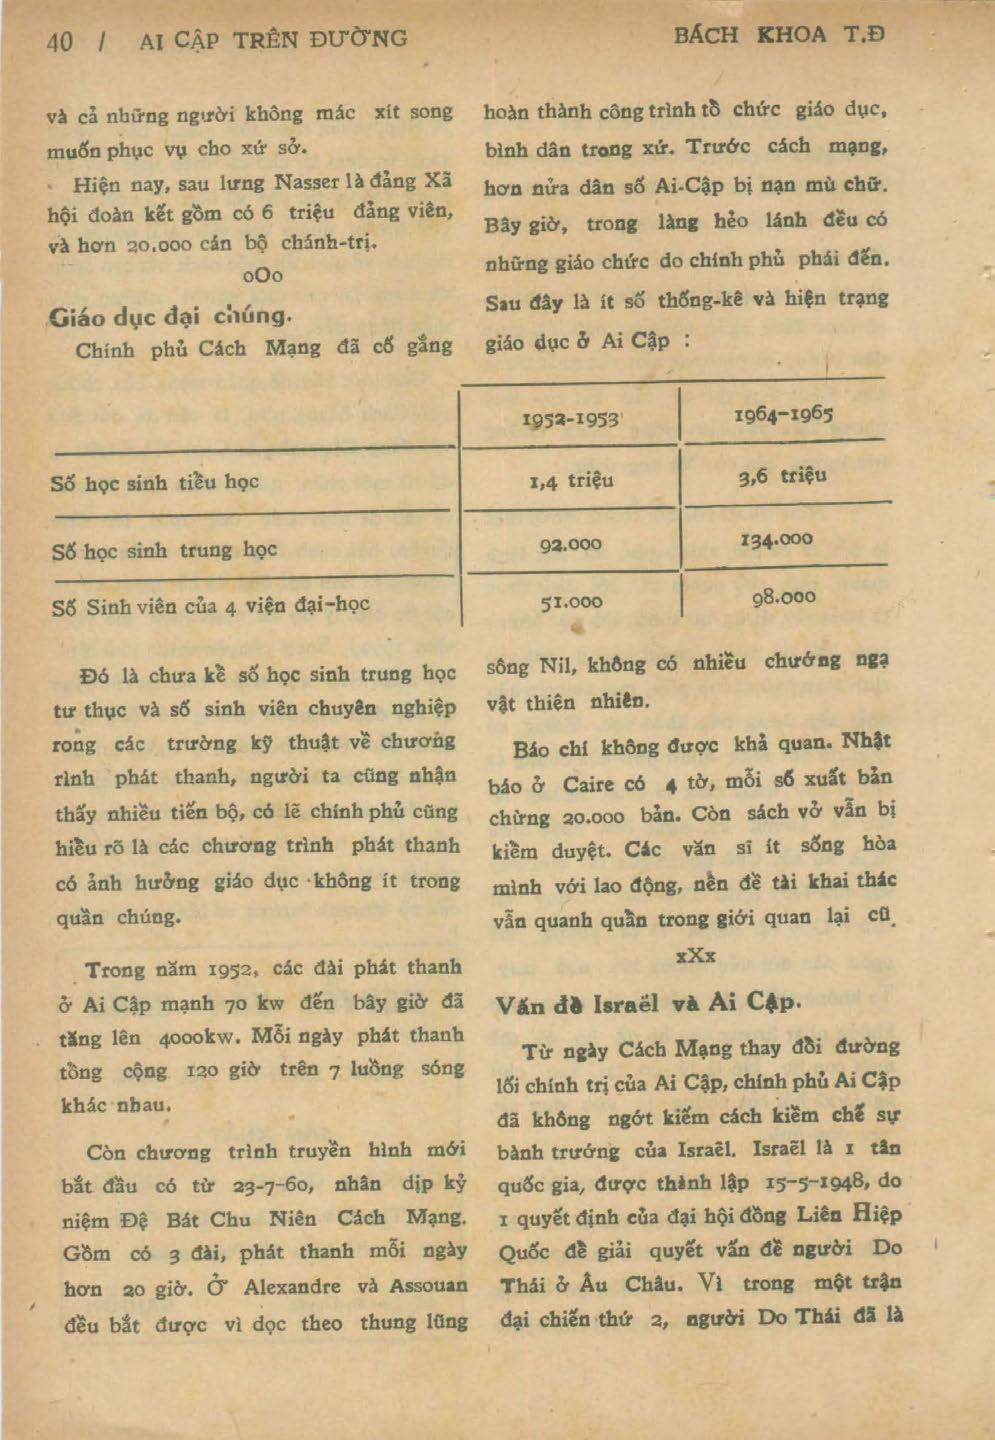 40 / AI CẬP TRÊN ĐƯỜNG
BÁCH KHOA T.Đ
và cả những người không mác xít song
muốn phục vụ cho xứ sở.
Hiện nay, sau lưng Nasser là đảng Xã
hội đoàn kết gồm có 6 triệu đảng viên,
và hơn 20.000 cán bộ chánh-trị.
oOo
Giáo dục đại chúng.
Chính phủ Cách Mạng đã cố gắng
hoàn thành công trình tổ chức giáo dục,
bình dân trong xứ. Trước cách mạng,
hơn nửa dân số Ai-Cập bị nạn mù chữ.
Bây giờ, trong làng hẻo lánh đều có
những giáo chức do chính phủ phái đến.
Sau đây là ít số thống-kê và hiện trạng
giáo dục ở Ai Cập :
1952-1953 1964-1965
Số học sinh tiểu học 1,4 triệu 3,6 triệu
Số học sinh trung học 92.000 134.000
Số Sinh viên của 4 viện đại-học 51.000 98.000
Đó là chưa kể số học sinh trung học
tư thục và số sinh viên chuyên nghiệp
rong các trường kỹ thuật về chương
rình phát thanh, người ta cũng nhận
thấy nhiều tiến bộ, có lẽ chính phủ cũng
hiểu rõ là các chương trình phát thanh
có ảnh hưởng giáo dục không ít trong
quần chúng.
Trong năm 1952, các đài phát thanh
ở Ai Cập mạnh 70 kw đến bây giờ đã
tăng lên 4000kw. Mỗi ngày phát thanh
tổng cộng 120 giờ trên 7 luồng sóng
khác nhau.
Còn chương trình truyền hình mới
bắt đầu có từ 23-7-60, nhân dịp kỷ
niệm Đệ Bát Chu Niên Cách Mạng.
Gồm có 3 đài, phát thanh mỗi ngày
hơn 20 giờ. Ở Alexandre và Assouan
đều bắt được vì dọc theo thung lũng
sông Nil, không có nhiều chướng ngạ
vật thiên nhiên.
Báo chí không được khả quan. Nhật
báo ở Caire có 4 tờ, mỗi số xuất bản
chừng 20.000 bản. Còn sách vở vẫn bị
kiểm duyệt. Các văn sĩ ít sống hòa
mình với lao động, nên đề tài khai thác
vẫn quanh quẩn trong giới quan lại cũ.
xXx
Vấn đề Israël và Ai Cập.
Từ ngày Cách Mạng thay đổi đường
lối chính trị của Ai Cập, chính phủ Ai Cập
đã không ngớt kiếm cách kiềm chế sự
bành trướng của Israël. Israël là 1 tân
quốc gia, được thành lập 15-5-1948, do
1 quyết định của đại hội đồng Liên Hiệp
Quốc để giải quyết vấn đề người Do
Thái ở Âu Châu. Vì trong một trận
đại chiến thứ 2, người Do Thái đã là